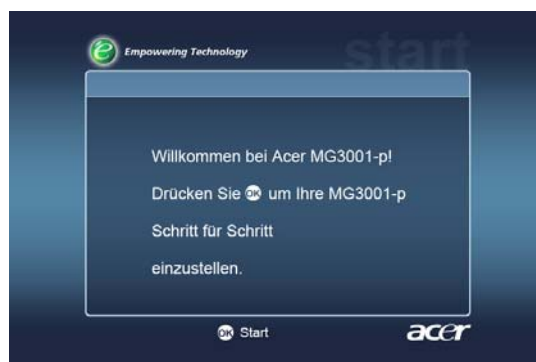 start
e Empowering Technology
Willkommen bei Acer MG3001-p!
Drücken Sie OK um Ihre MG3001-p
Schritt für Schritt
einzustellen.
OK Start
acer